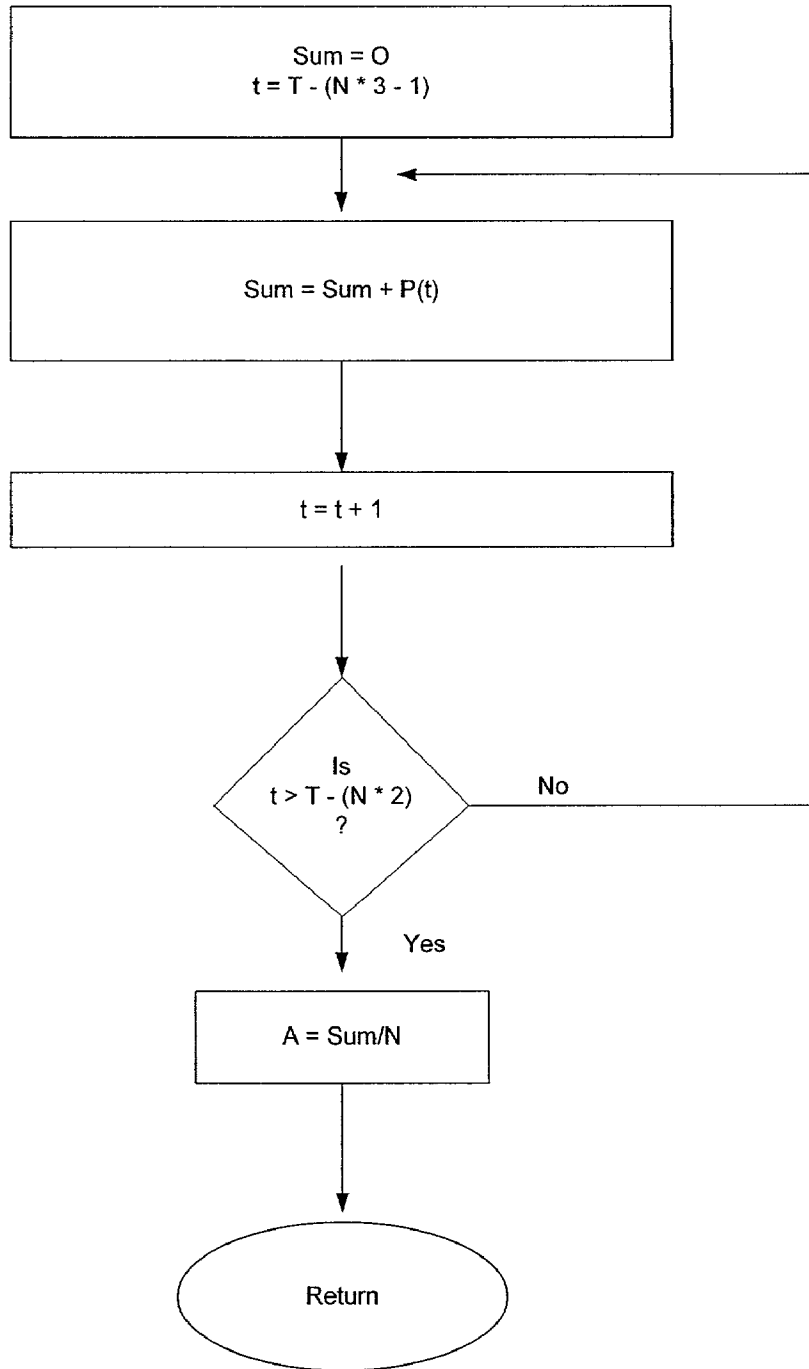 Sum = O
t = T - (N * 3 - 1)
Sum = Sum + P(t)
t = t + 1
Is
t > T - (N * 2)
?
No
Yes
A = Sum/N
Return